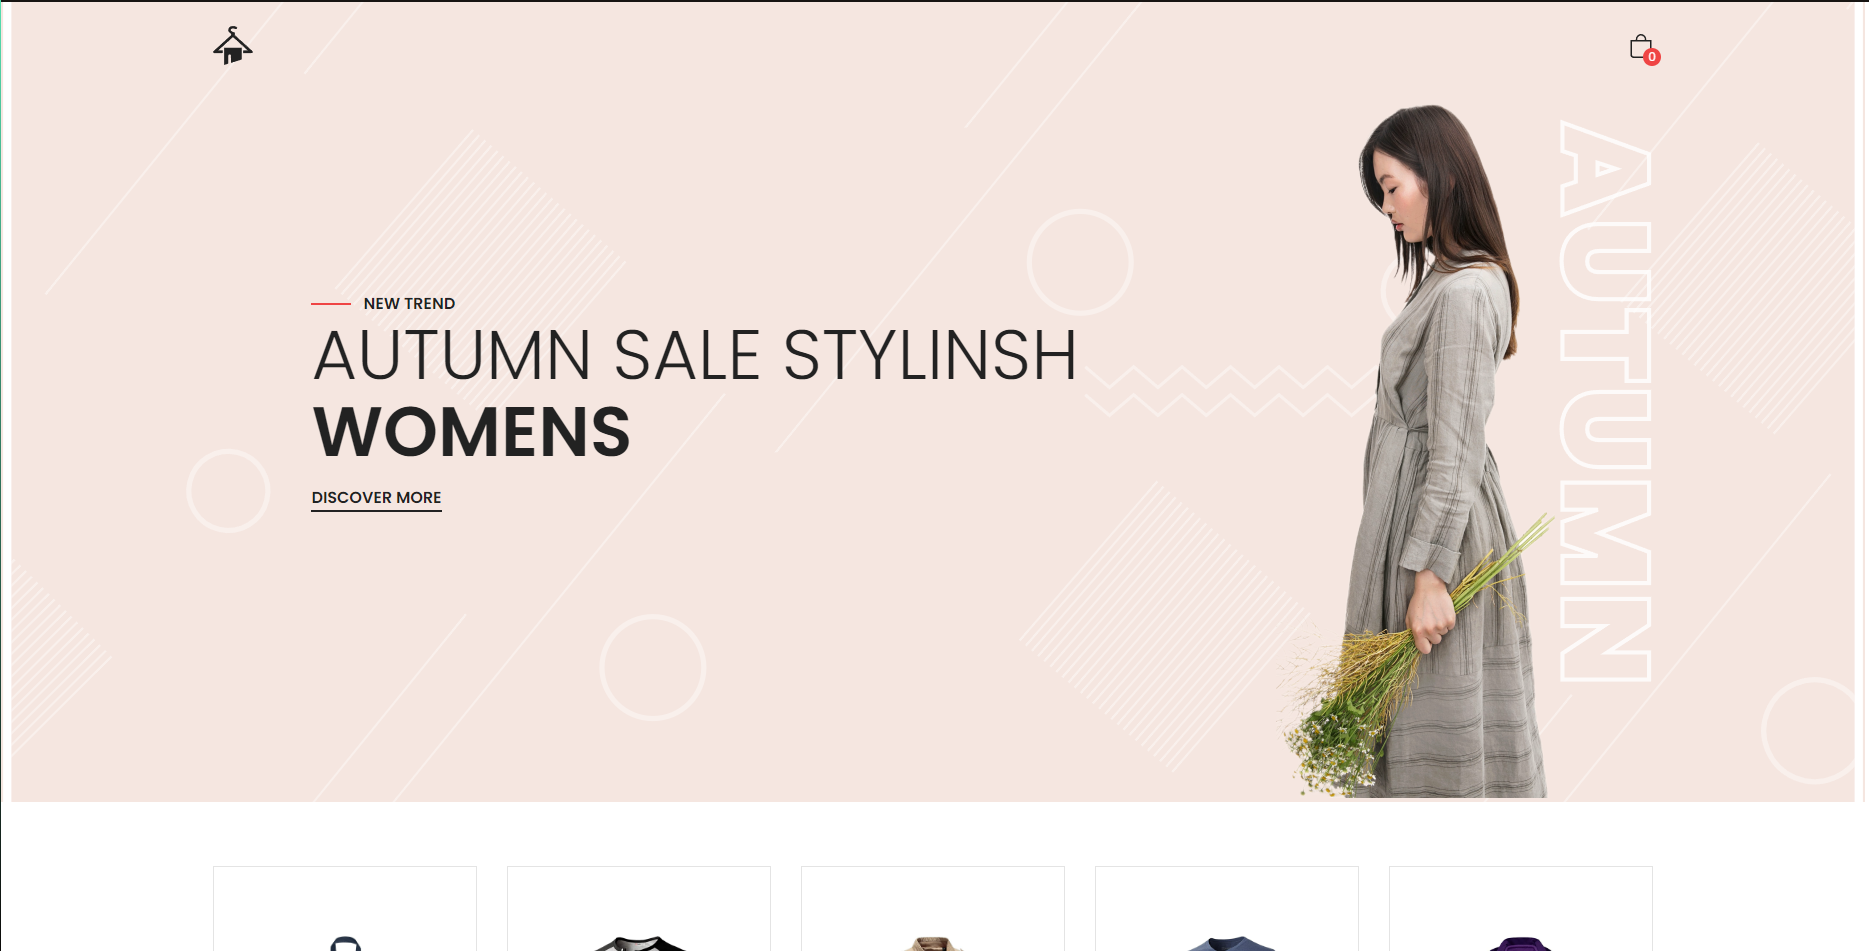 0
NEW TREND
AUTUMN SALE STYLINSH
WOMENS
DISCOVER MORE
AUTUMN